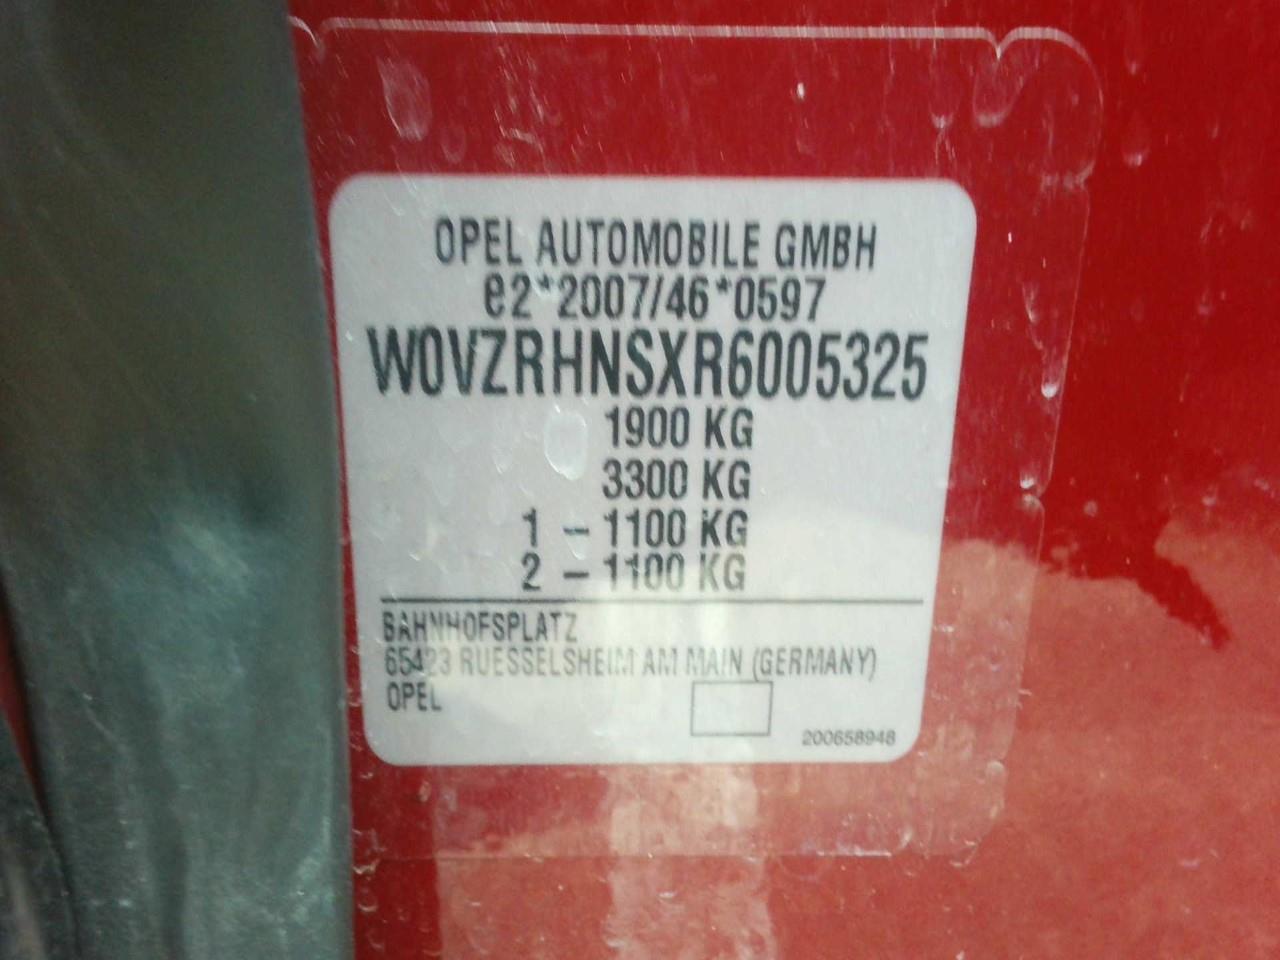 OPEL AUTOMOBILE GMBH
e2*2007/46*0597
W0VZRHNSXR6005325
1900 KG
3300 KG
1 – 1100 KG
2 – 1100 KG
BAHNHOFSPLATZ
65423 RUESSELSHEIM AM MAIN (GERMANY)
OPEL
200658948